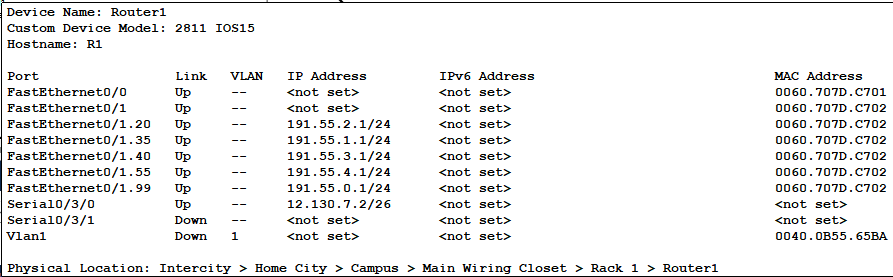 Device Name: Router1
Custom Device Model: 2811 IOS15
Hostname: R1
Port Link VLAN IP Address IPv6 Address MAC Address
FastEthernet0/0 Up -- <not set> <not set> 0060.707D.C701
FastEthernet0/1 Up -- <not set> <not set> 0060.707D.C702
FastEthernet0/1.20 Up -- 191.55.2.1/24 <not set> 0060.707D.C702
FastEthernet0/1.35 Up -- 191.55.1.1/24 <not set> 0060.707D.C702
FastEthernet0/1.40 Up -- 191.55.3.1/24 <not set> 0060.707D.C702
FastEthernet0/1.55 Up -- 191.55.4.1/24 <not set> 0060.707D.C702
FastEthernet0/1.99 Up -- 191.55.0.1/24 <not set> 0060.707D.C702
Serial0/3/0 Up -- 12.130.7.2/26 <not set> <not set>
Serial0/3/1 Down -- <not set> <not set> <not set>
Vlan1 Down 1 <not set> <not set> 0040.0B55.65BA
Physical Location: Intercity > Home City > Campus > Main Wiring Closet > Rack 1 > Router1